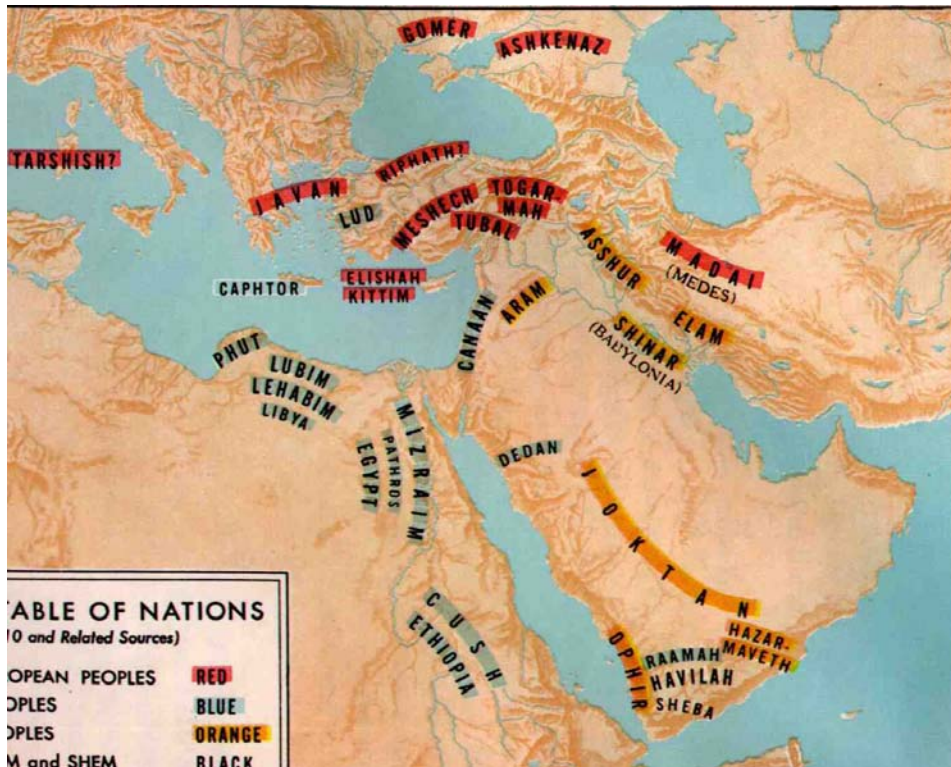 GOMER
ASHKENAZ
TARSHISH?
RIPHATH?
JAVAN
LUD
MESHECH
TOGAR-
MAH
TUBAL
ASSHUR
MADAI
(MEDES)
CAPHTOR
ELISHAH
KITTIM
ARAM
CANAAN
ELAM
SHINAR
(BABYLONIA)
PHUT
LUBIM
LEHABIM
LIBYA
MIZRAIM
PATHROS
EGYPT
DEDAN
JOKTAN
CUSH
ETHIOPIA
OPHIR
HAZAR-
MAVETH
RAAMAH
HAVILAH
SHEBA
TABLE OF NATIONS
10 and Related Sources)
OPEAN PEOPLES RED
OPLES BLUE
OPLES ORANGE
M and SHEM BLACK